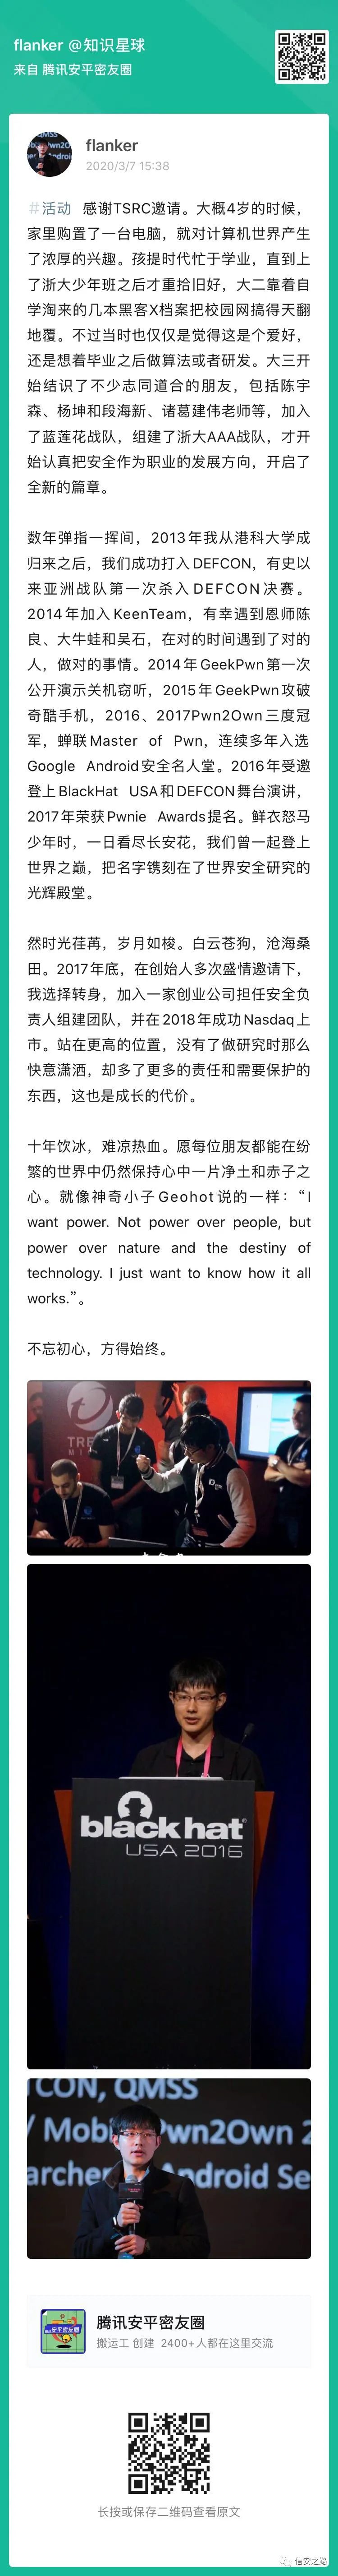 flanker @知识星球
来自 腾讯安平密友圈
flanker
2020/3/7 15:38
#活动 感谢TSRC邀请。大概4岁的时候，
家里购置了一台电脑，就对计算机世界产生
了浓厚的兴趣。孩提时代忙于学业，直到上
了浙大少年班之后才重拾旧好，大二靠着自
学淘来的几本黑客X档案把校园网搞得天翻
地覆。不过当时也仅仅是觉得这是个爱好，
还是想着毕业之后做算法或者研发。大三开
始结识了不少志同道合的朋友，包括陈宇
森、杨坤和段海新、诸葛建伟老师等，加入
了蓝莲花战队，组建了浙大AAA战队，才开
始认真把安全作为职业的发展方向，开启了
全新的篇章。
数年弹指一挥间，2013年我从港科大学成
归来之后，我们成功打入DEFCON，有史以
来亚洲战队第一次杀入DEFCON决赛。
2014年加入KeenTeam，有幸遇到恩师陈
良、大牛蛙和吴石，在对的时间遇到了对的
人，做对的事情。2014年GeekPwn第一次
公开演示关机窃听，2015年GeekPwn攻破
奇酷手机，2016、2017Pwn2Own三度冠
军，蝉联Master of Pwn，连续多年入选
Google Android安全名人堂。2016年受邀
登上BlackHat USA和DEFCON舞台演讲，
2017年荣获Pwnie Awards提名。鲜衣怒马
少年时，一日看尽长安花，我们曾一起登上
世界之巅，把名字镌刻在了世界安全研究的
光辉殿堂。
然时光荏苒，岁月如梭。白云苍狗，沧海桑
田。2017年底，在创始人多次盛情邀请下，
我选择转身，加入一家创业公司担任安全负
责人组建团队，并在2018年成功Nasdaq上
市。站在更高的位置，没有了做研究时那么
快意潇洒，却多了更多的责任和需要保护的
东西，这也是成长的代价。
十年饮冰，难凉热血。愿每位朋友都能在纷
繁的世界中仍然保持心中一片净土和赤子之
心。就像神奇小子Geohot说的一样：“I
want power. Not power over people, but
power over nature and the destiny of
technology. I just want to know how it all
works.”。
不忘初心，方得始终。
TRE
MI
black hat
USA 2016
TCON, QMSS
/ Mobi wn2Own 2
archer Android Se
腾讯安平密友圈
搬运工 创建 2400+人都在这里交流
长按或保存二维码查看原文
信安之路